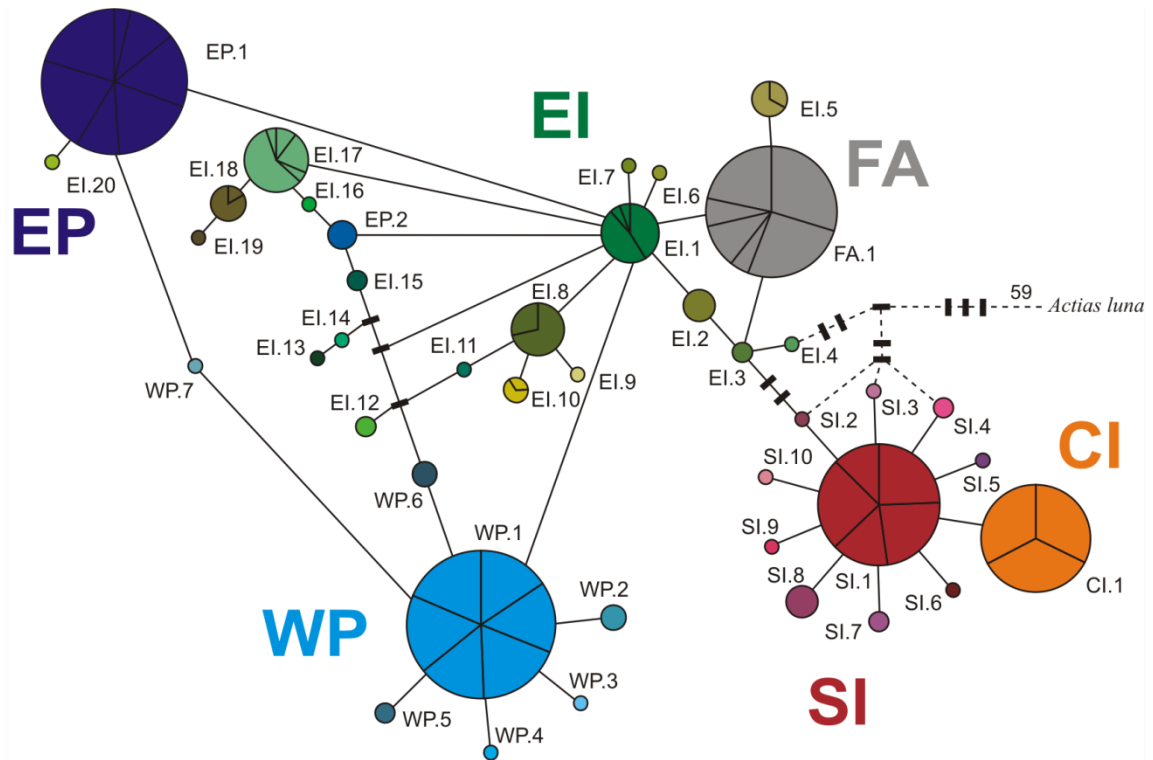 EP.1
EI
EI.5
EI.18
EI.17
FA
EI.20
EI.16
EI.7
EI.6
EP
EI.19
EP.2
EI.1
FA.1
EI.15
EI.8
59
Actias luna
EI.14
EI.2
EI.13
EI.11
EI.4
WP.7
EI.9
EI.3
EI.12
EI.10
SI.2
SI.3
SI.4
CI
SI.10
SI.5
WP.6
WP.1
SI.9
SI.1
SI.8
SI.6
CI.1
WP.2
SI.7
WP
WP.3
SI
WP.5
WP.4